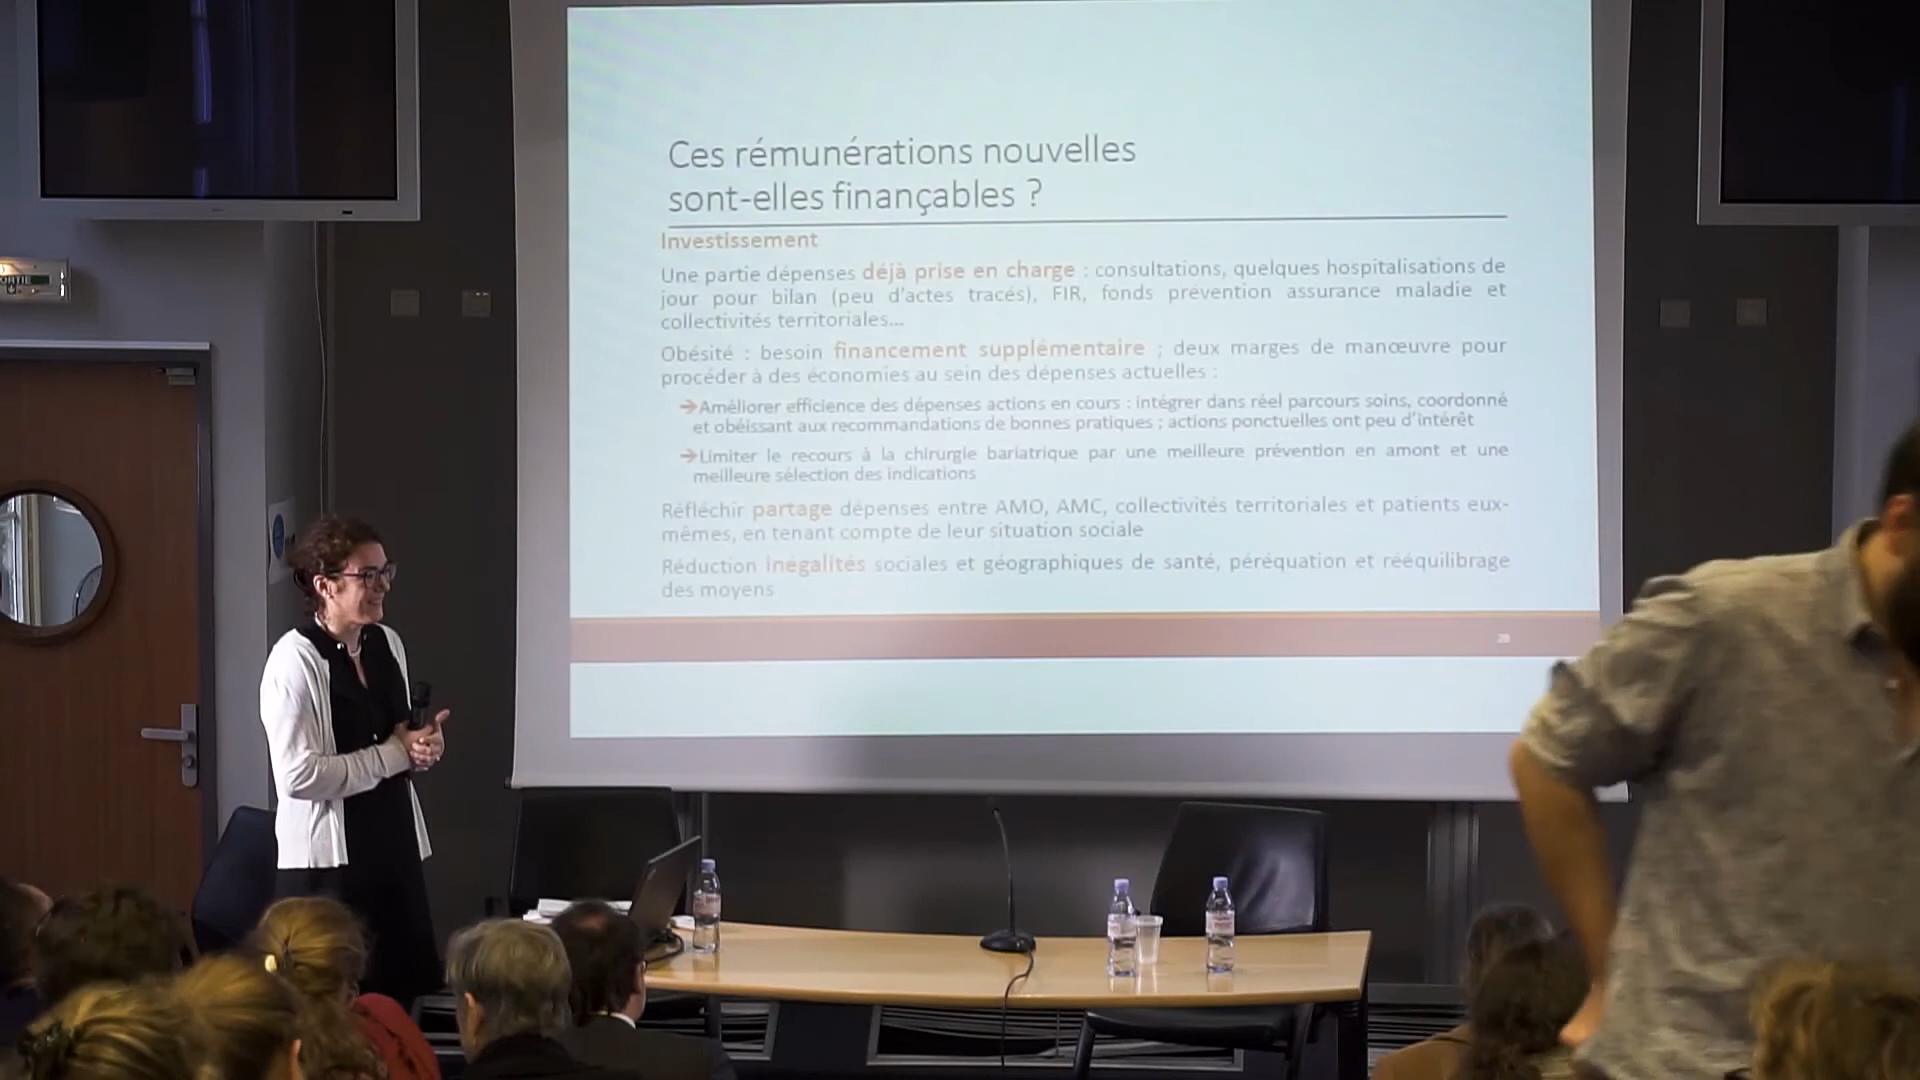 Ces rémunérations nouvelles
sont-elles finançables ?
Investissement
Une partie dépenses déjà prise en charge : consultations, quelques hospitalisations de
jour pour bilan (peu d'actes tracés), FIR, fonds prévention assurance maladie et
collectivités territoriales...
Obésité : besoin financement supplémentaire ; deux marges de manœuvre pour
procéder à des économies au sein des dépenses actuelles :
→Améliorer efficience des dépenses actions en cours : intégrer dans réel parcours soins, coordonné
et obéissant aux recommandations de bonnes pratiques ; actions ponctuelles ont peu d'intérêt
→Limiter le recours à la chirurgie bariatrique par une meilleure prévention en amont et une
meilleure sélection des indications
Réfléchir partage dépenses entre AMO, AMC, collectivités territoriales et patients eux-
mêmes, en tenant compte de leur situation sociale
Réduction inégalités sociales et géographiques de santé, péréquation et rééquilibrage
des moyens